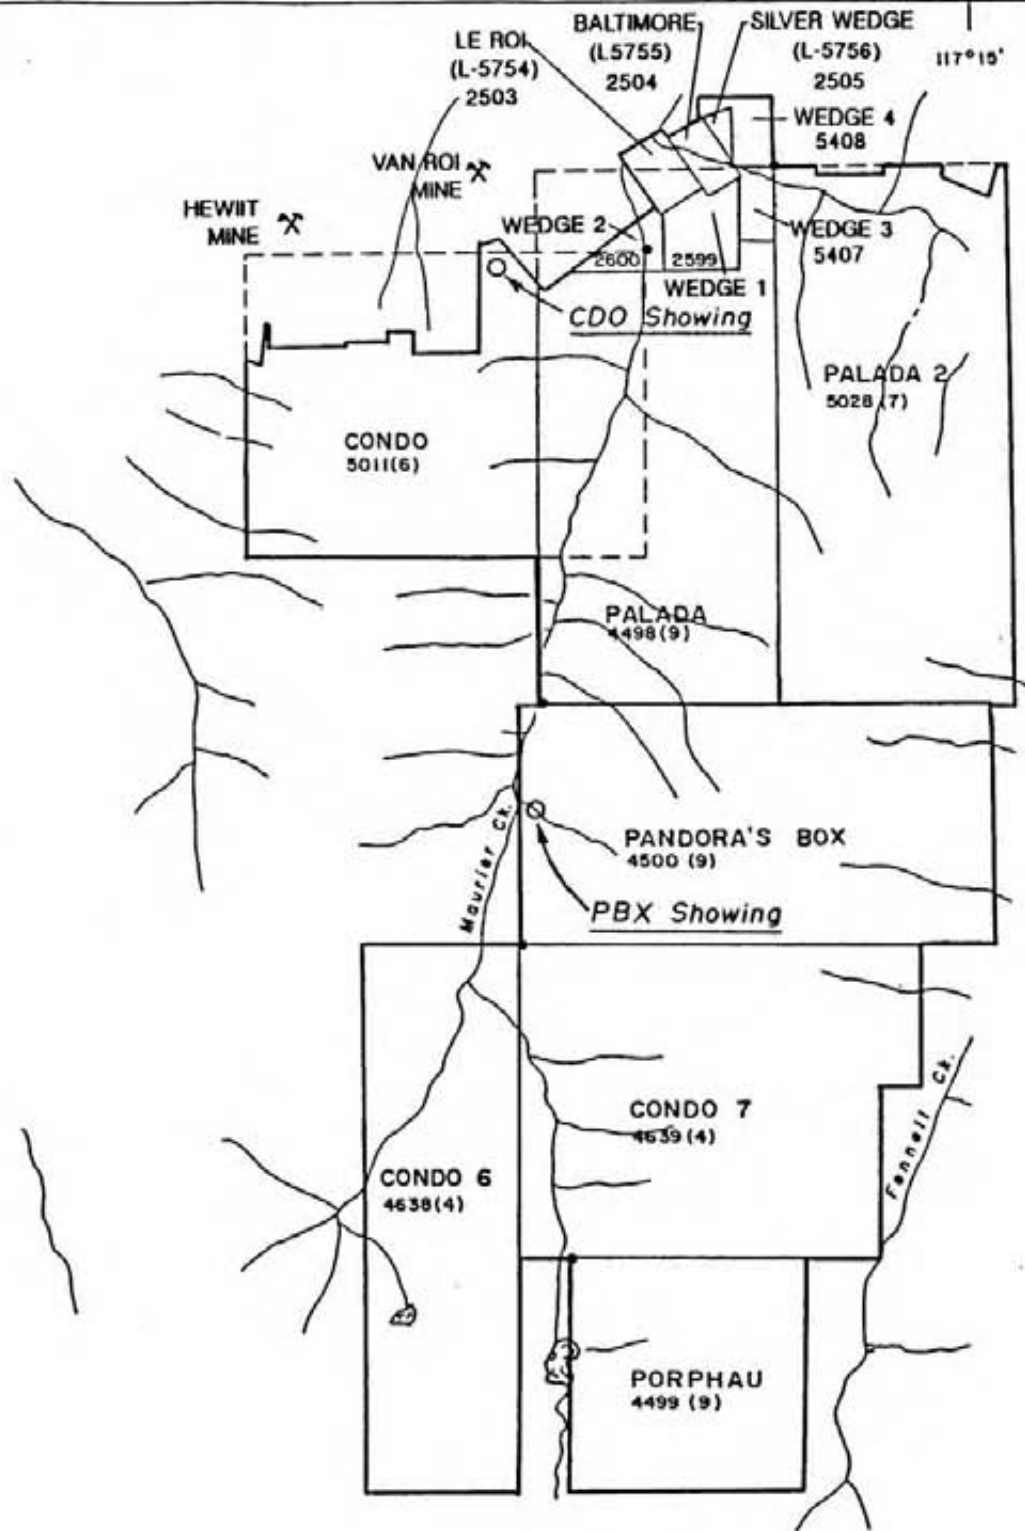 LE ROI
(L-5754)
2503
BALTIMORE
(L5755)
2504
SILVER WEDGE
(L-5756)
2505
117°15'
WEDGE 4
5408
VAN ROI
MINE
HEWIIT
MINE
WEDGE 2
2600
2599
WEDGE 1
WEDGE 3
5407
CDO Showing
PALADA 2
5028(7)
CONDO
5011(6)
PALADA
4498(9)
Maurier Ck.
PANDORA'S BOX
4500 (9)
PBX Showing
CONDO 7
4639(4)
Fennell Ck.
CONDO 6
4638(4)
PORPHAU
4499 (9)